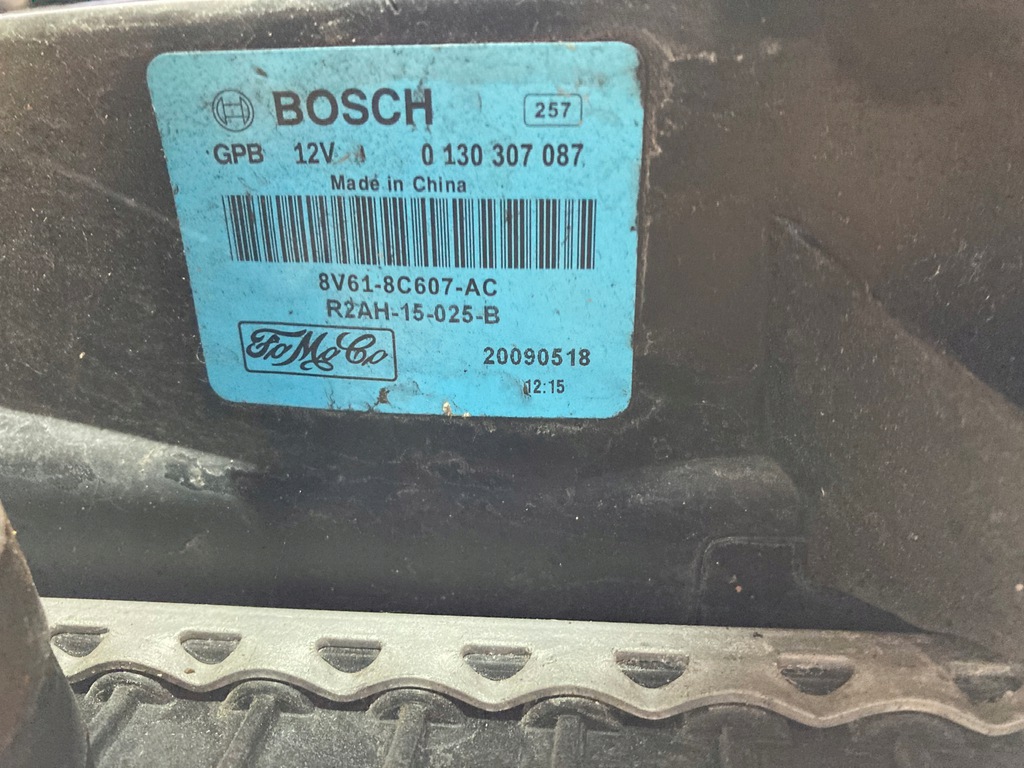 BOSCH 257
GPB 12V 0 130 307 087
Made in China
8V61-8C607-AC
R2AH-15-025-B
FoMoCo
20090518
12:15